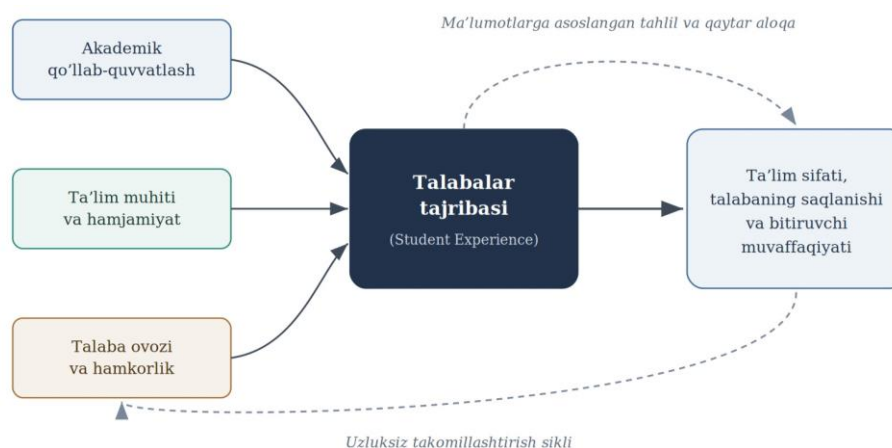 Ma’lumotlarga asoslangan tahlil va qaytar aloqa
Akademik
qo’llab-quvvatlash
Ta’lim muhiti
va hamjamiyat
Talaba ovozi
va hamkorlik
Talabalar
tajribasi
(Student Experience)
Ta’lim sifati,
talabaning saqlanishi
va bitiruvchi
muvaffaqiyati
Uzluksiz takomillashtirish sikli